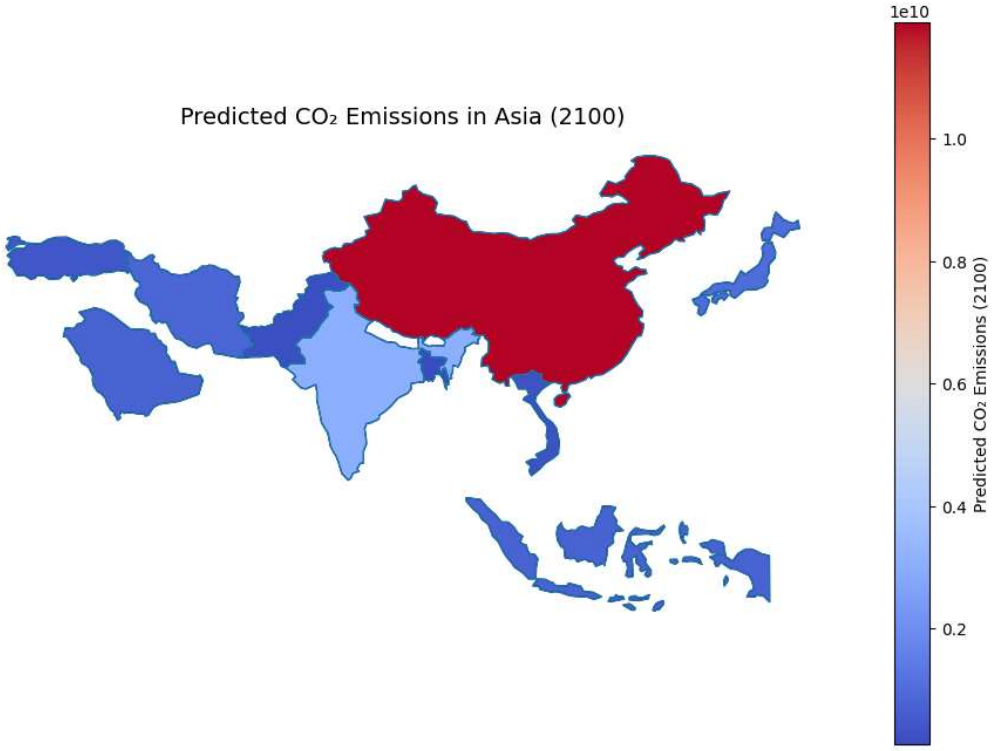 Predicted CO₂ Emissions in Asia (2100)
1e10
1.0
0.8
0.6
0.4
0.2
Predicted CO₂ Emissions (2100)